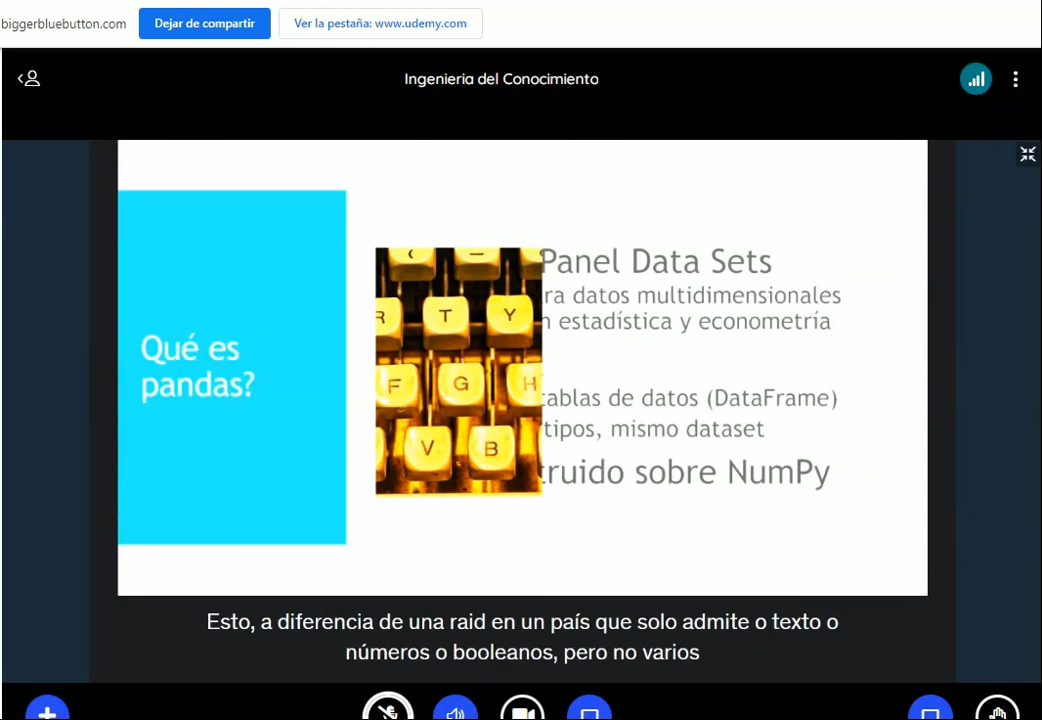 biggerbluebutton.com Dejar de compartir Ver la pestaña: www.udemy.com
Ingenieria del Conocimiento
Qué es
pandas?
( –
R T Y
F G H
V B
Panel Data Sets
ra datos multidimensionales
n estadística y econometría
tablas de datos (DataFrame)
tipos, mismo dataset
truido sobre NumPy
Esto, a diferencia de una raid en un país que solo admite o texto o
números o booleanos, pero no varios